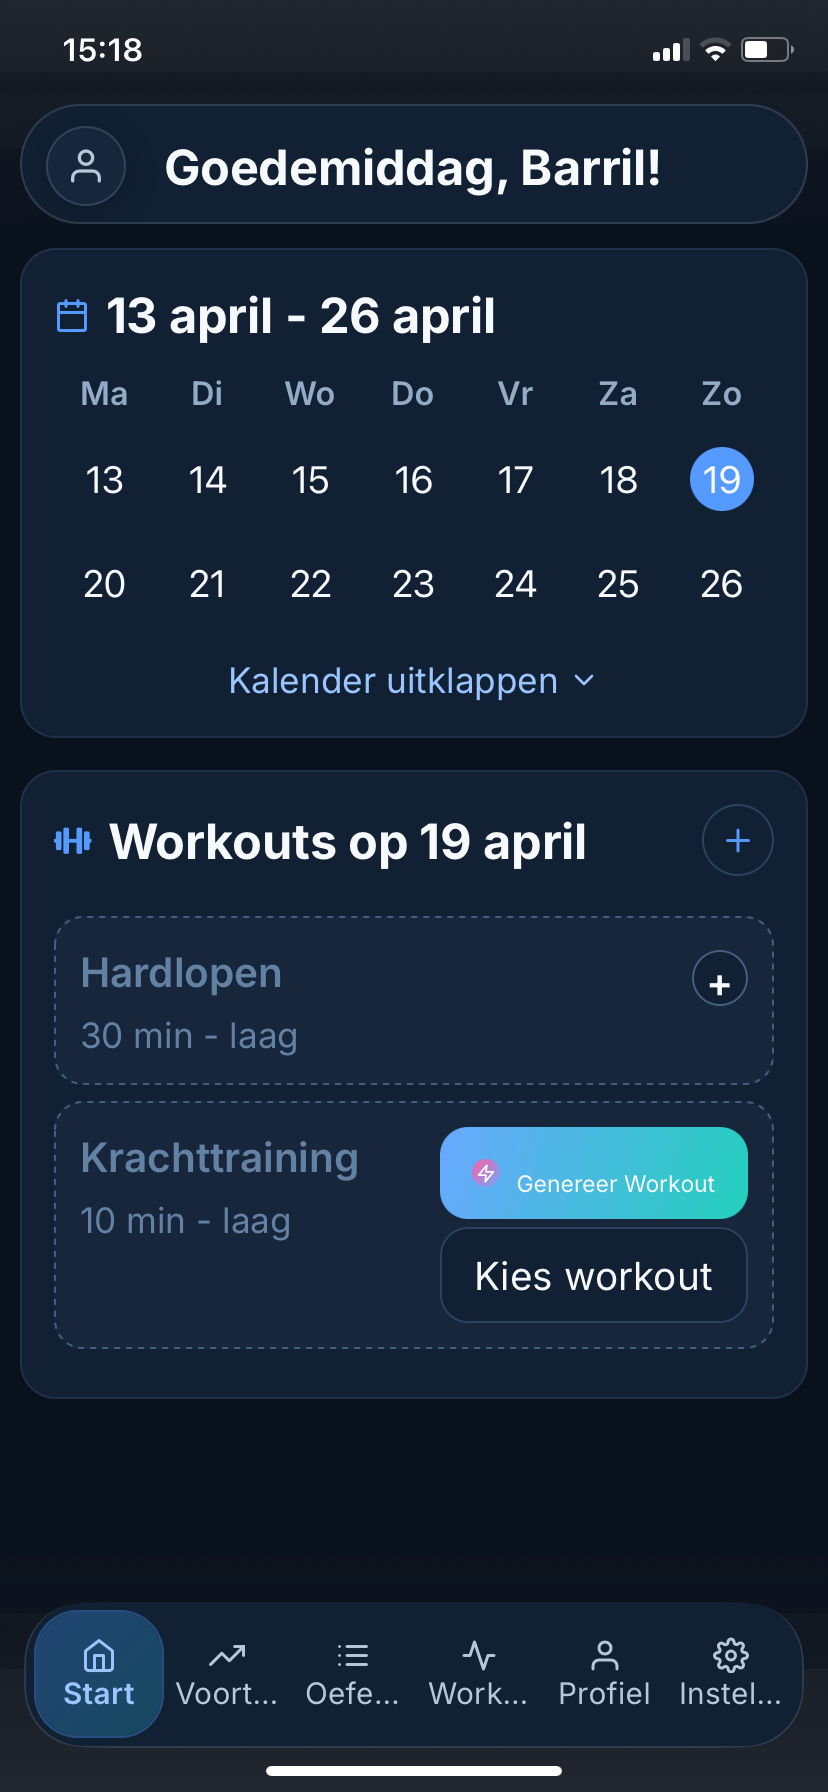 15:18
Goedemiddag, Barril!
13 april - 26 april
Ma Di Wo Do Vr Za Zo
13 14 15 16 17 18 19
20 21 22 23 24 25 26
Kalender uitklappen
Workouts op 19 april
Hardlopen
30 min - laag
Krachttraining
10 min - laag
Genereer Workout
Kies workout
Start Voort... Oefe... Work... Profiel Instel...